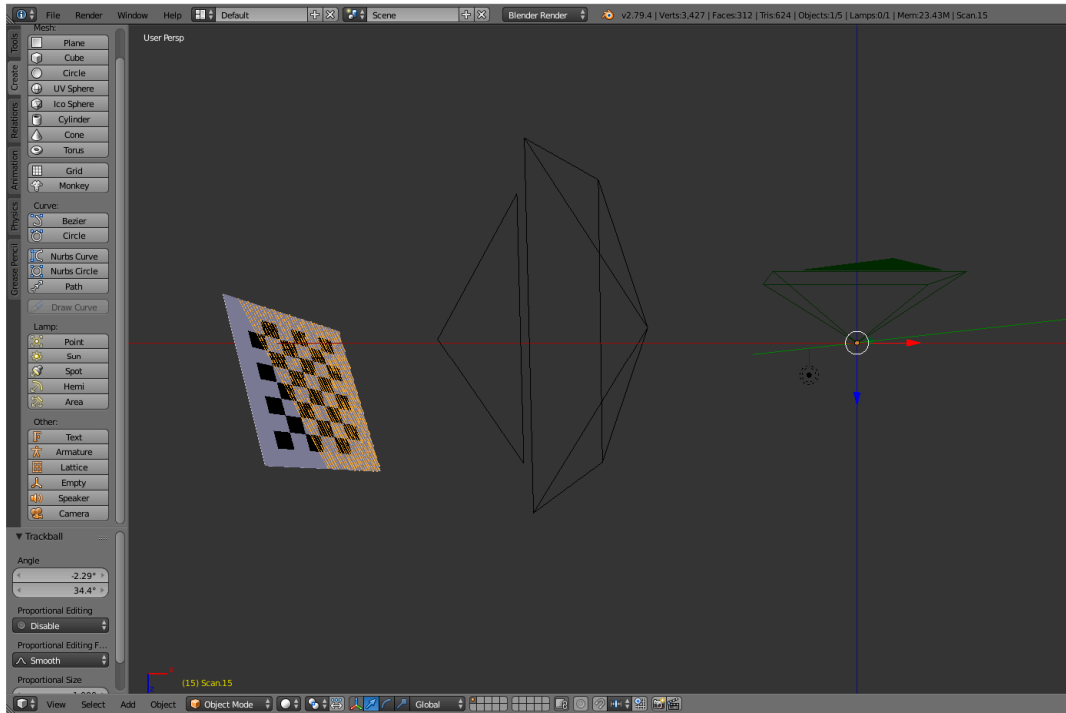 File Render Window Help Default Scene Blender Render v2.79.4 | Verts:3,427 | Faces:312 | Tris:624 | Objects:1/5 | Lamps:0/1 | Mem:23.43M | Scan.15
User Persp
Tools
Create
Relations
Animation
Physics
Grease Pencil
Mesh:
Plane
Cube
Circle
UV Sphere
Ico Sphere
Cylinder
Cone
Torus
Grid
Monkey
Curve:
Bezier
Circle
Nurbs Curve
Nurbs Circle
Path
Draw Curve
Lamp:
Point
Sun
Spot
Hemi
Area
Other:
Text
Armature
Lattice
Empty
Speaker
Camera
Trackball
Angle
-2.29°
34.4°
Proportional Editing
Disable
Proportional Editing F...
Smooth
Proportional Size
(15) Scan.15
View Select Add Object Object Mode Global